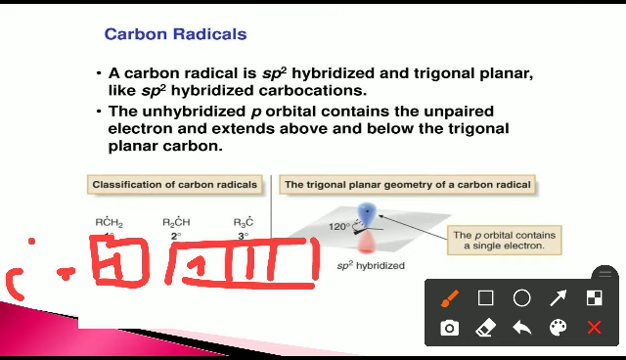 Carbon Radicals
• A carbon radical is sp² hybridized and trigonal planar,
like sp² hybridized carbocations.
• The unhybridized p orbital contains the unpaired
electron and extends above and below the trigonal
planar carbon.
Classification of carbon radicals
The trigonal planar geometry of a carbon radical
RĊH₂ R₂ĊH R₃Ċ
1° 2° 3°
120°
The p orbital contains
a single electron.
sp² hybridized